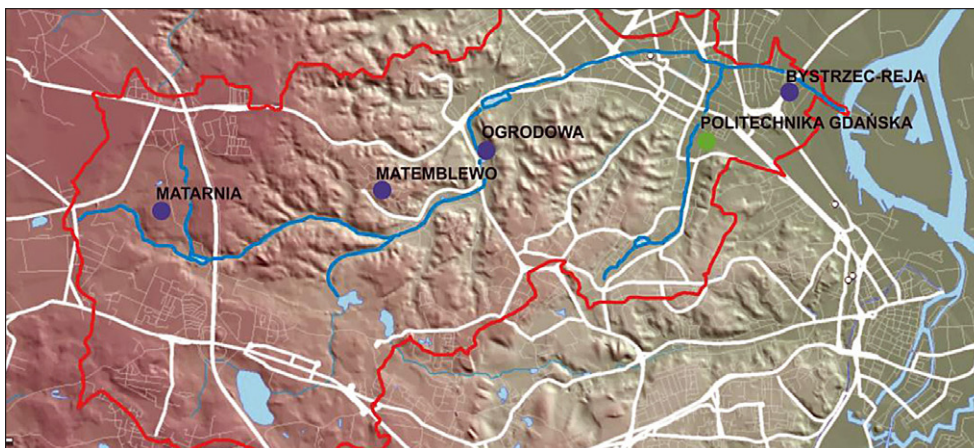 BYSTRZEC-REJA
POLITECHNIKA GDAŃSKA
OGRODOWA
MATEMBLEWO
MATARNIA